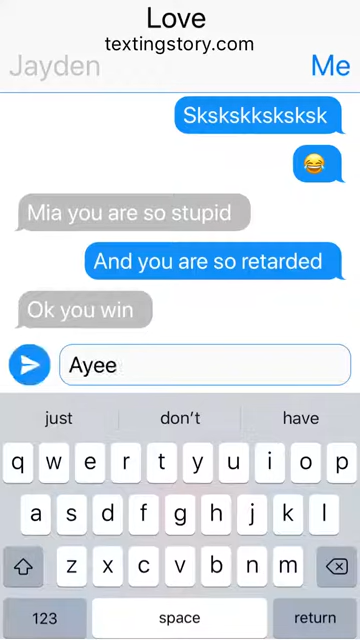 Love
textingstory.com
Jayden
Me
Skskskksksksk
😂
Mia you are so stupid
And you are so retarded
Ok you win
Ayee
just don't have
q w e r t y u i o p
a s d f g h j k l
z x c v b n m
123 space return